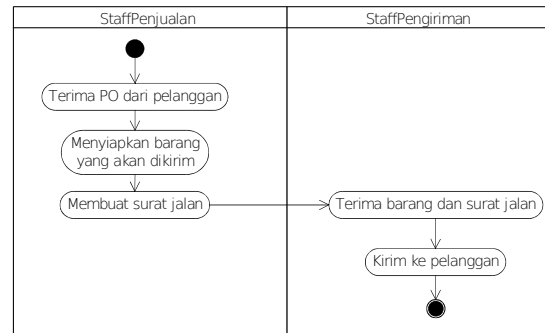 StaffPenjualan
StaffPengiriman
Terima PO dari pelanggan
Menyiapkan barang
yang akan dikirim
Membuat surat jalan
Terima barang dan surat jalan
Kirim ke pelanggan